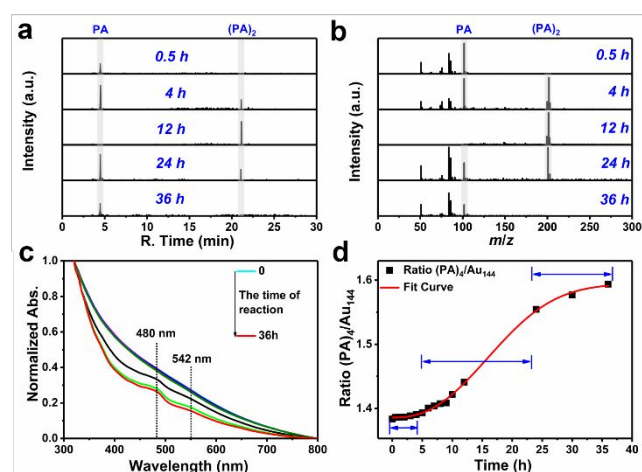 a
PA (PA)2
0.5 h
4 h
12 h
24 h
36 h
Intensity (a.u.)
0 5 10 15 20 25 30
R. Time (min)
b
PA (PA)2
0.5 h
4 h
12 h
24 h
36 h
Intensity (a.u.)
0 50 100 150 200 250 300
m/z
c
0
The time of
reaction
36h
480 nm
542 nm
Normalized Abs.
1.0
0.8
0.6
0.4
0.2
0.0
300 400 500 600 700 800
Wavelength (nm)
d
Ratio (PA)4/Au144
Fit Curve
Ratio (PA)4/Au144
1.6
1.5
1.4
0 5 10 15 20 25 30 35 40
Time (h)